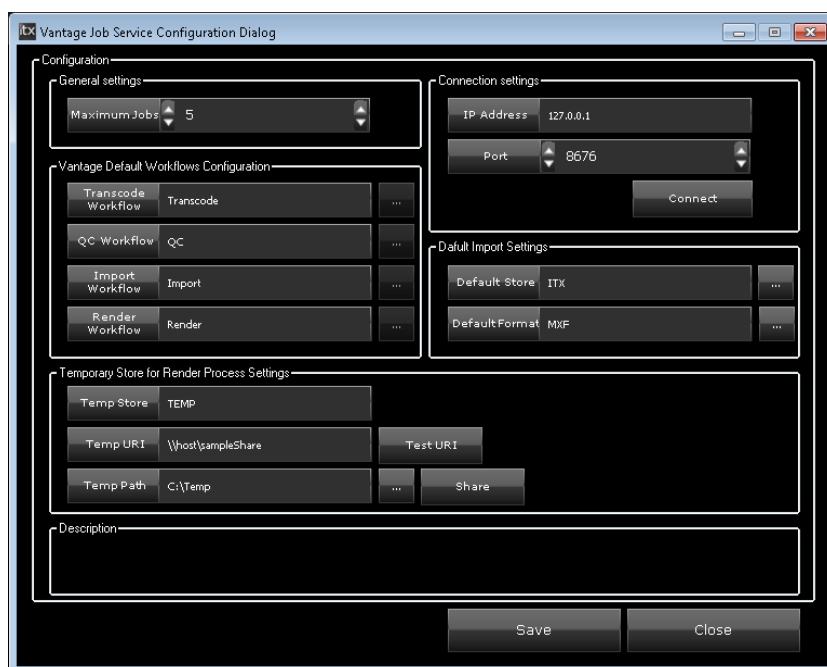 itx Vantage Job Service Configuration Dialog
Configuration
General settings
Maximum Jobs 5
Vantage Default Workflows Configuration
Transcode
Workflow
Transcode
...
QC Workflow QC ...
Import
Workflow
Import
...
Render
Workflow
Render
...
Connection settings
IP Address 127.0.0.1
Port 8676
Connect
Dafult Import Settings
Default Store ITX ...
Default Format MXF ...
Temporary Store for Render Process Settings
Temp Store TEMP
Temp URI \\host\sampleShare Test URI
Temp Path C:\Temp ... Share
Description
Save Close